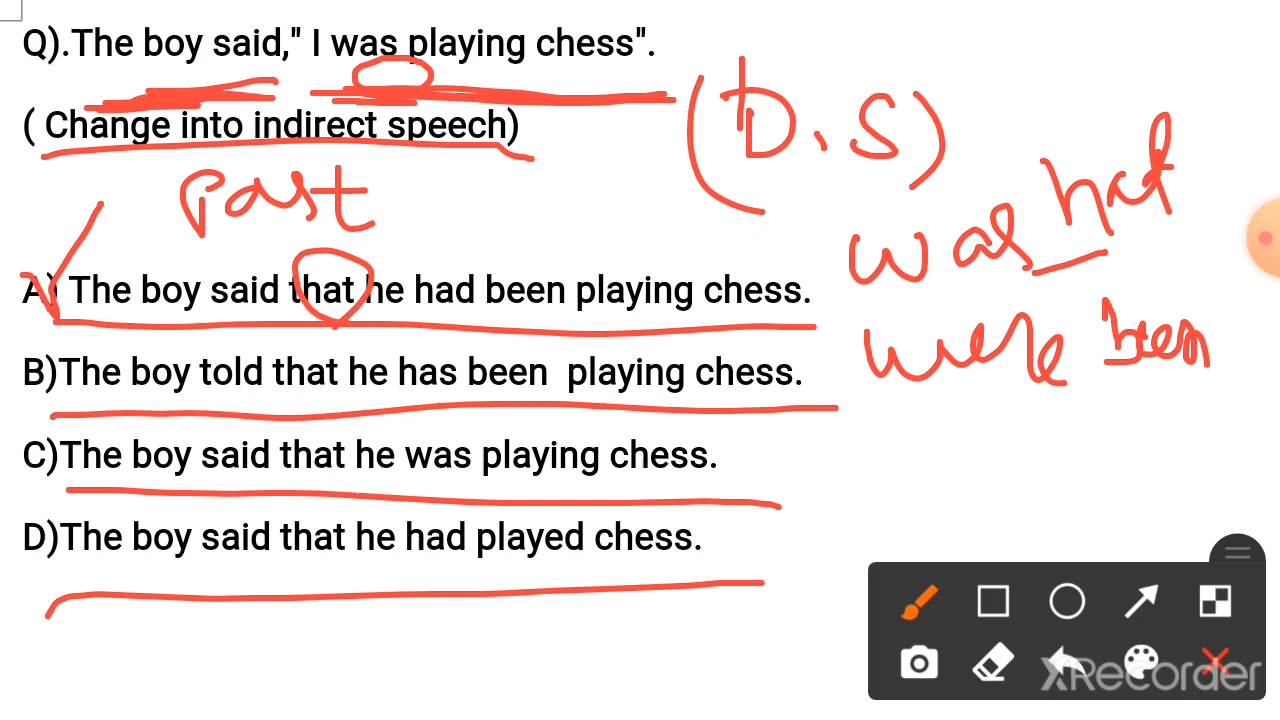 Q).The boy said," I was playing chess".
( Change into indirect speech)
(D.S)
Past
was had
A) The boy said that he had been playing chess.
were been
B)The boy told that he has been playing chess.
C)The boy said that he was playing chess.
D)The boy said that he had played chess.
XRecorder